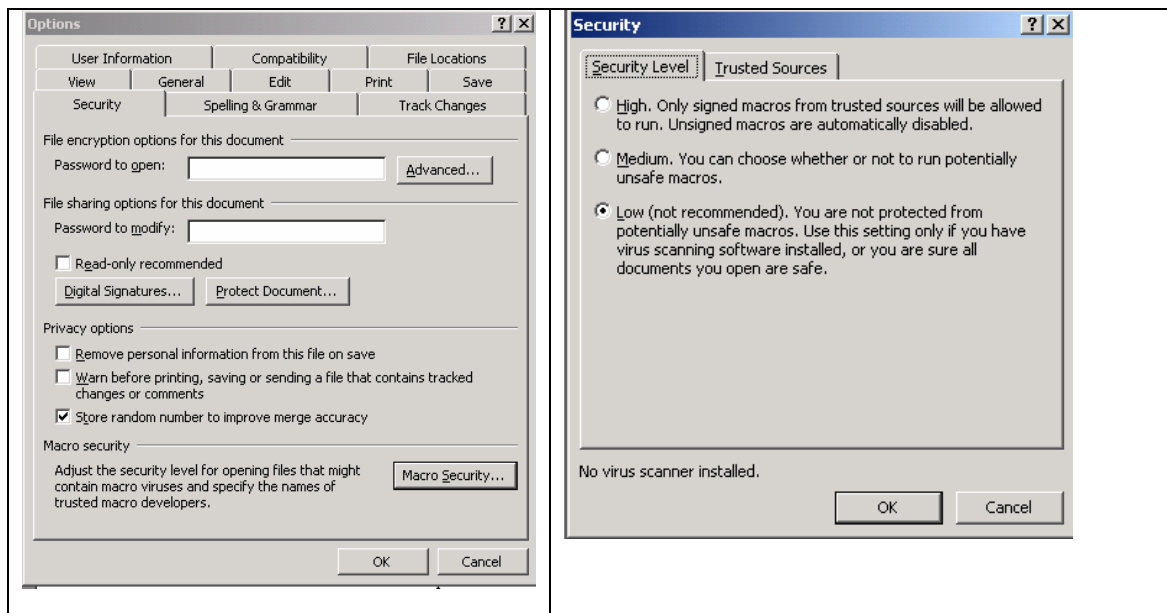 Options
User Information Compatibility File Locations
View General Edit Print Save
Security Spelling & Grammar Track Changes
File encryption options for this document
Password to open: Advanced...
File sharing options for this document
Password to modify:
Read-only recommended
Digital Signatures... Protect Document...
Privacy options
Remove personal information from this file on save
Warn before printing, saving or sending a file that contains tracked
changes or comments
Store random number to improve merge accuracy
Macro security
Adjust the security level for opening files that might
contain macro viruses and specify the names of
trusted macro developers.
Macro Security...
OK Cancel
Security
Security Level Trusted Sources
High. Only signed macros from trusted sources will be allowed
to run. Unsigned macros are automatically disabled.
Medium. You can choose whether or not to run potentially
unsafe macros.
Low (not recommended). You are not protected from
potentially unsafe macros. Use this setting only if you have
virus scanning software installed, or you are sure all
documents you open are safe.
No virus scanner installed.
OK Cancel